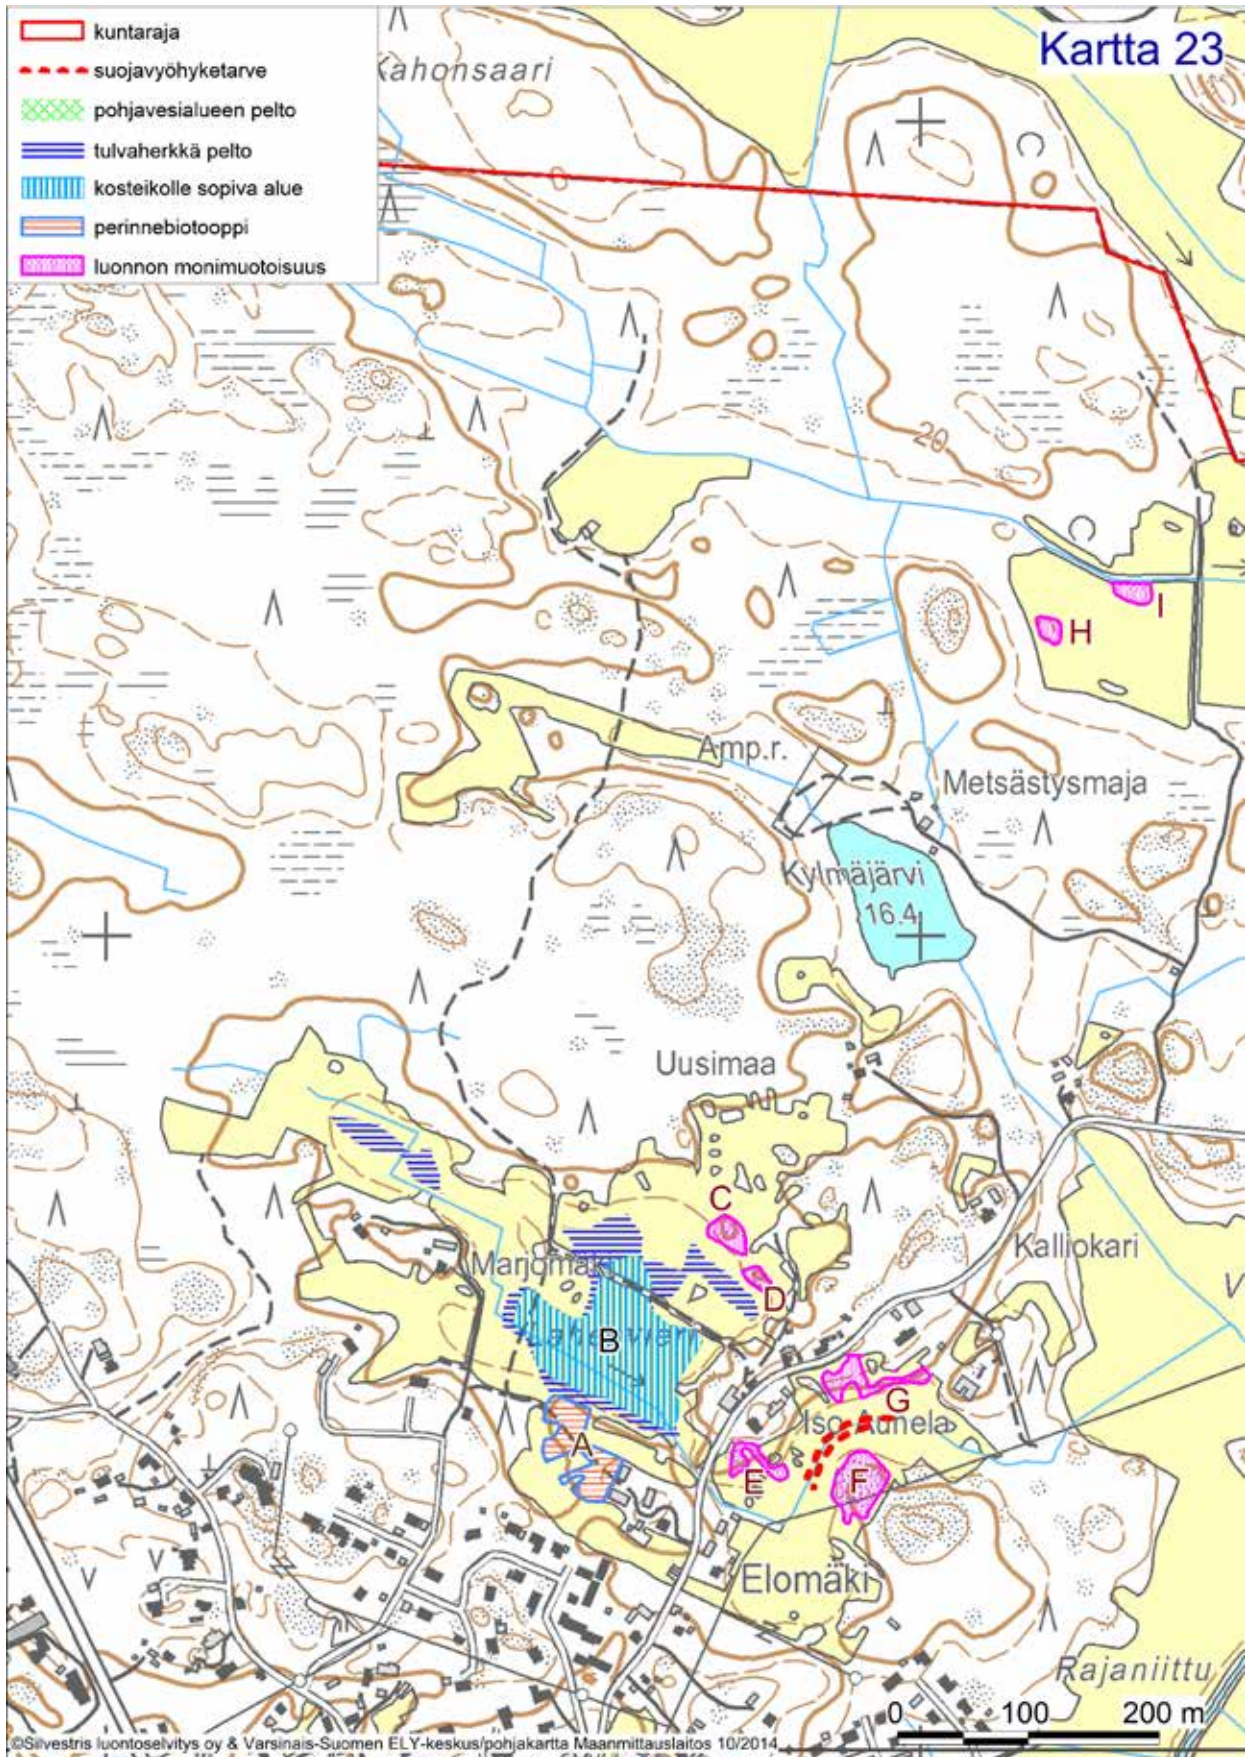 kuntaraja
Kartta 23
suojavyöhyketarve
Kahonsaari
pohjavesialueen pelto
tulvaherkkä pelto
kosteikolle sopiva alue
perinnebiotooppi
luonnon monimuotoisuus
20
I
H
Amp.r.
Metsästysmaja
Kylmäjärvi
16.4
Uusimaa
C
Kalliokari
Marjomäki
D
B
G
Iso-Aunela
A
E
F
Elomäki
Rajaniittu
0 100 200 m
©Silvestris luontoselvitys oy & Varsinais-Suomen ELY-keskus/pohjakartta Maanmittauslaitos 10/2014